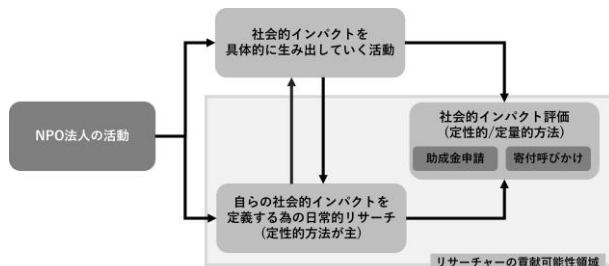 社会的インパクトを
具体的に生み出していく活動
NPO法人の活動
社会的インパクト評価
(定性的/定量的方法)
助成金申請
寄付呼びかけ
自らの社会的インパクトを
定義する為の日常的リサーチ
(定性的方法が主)
リサーチャーの貢献可能性領域